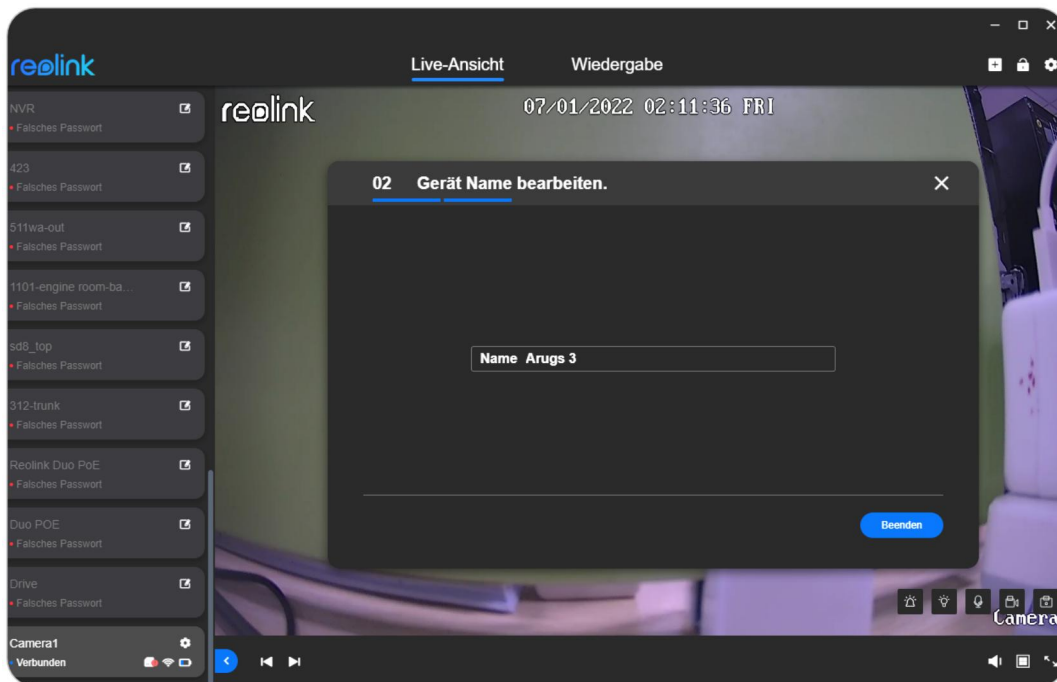 reolink
Live-Ansicht
Wiedergabe
NVR
Falsches Passwort
423
Falsches Passwort
511wa-out
Falsches Passwort
1101-engine room-ba...
Falsches Passwort
sd8_top
Falsches Passwort
312-trunk
Falsches Passwort
Reolink Duo PoE
Falsches Passwort
Duo POE
Falsches Passwort
Drive
Falsches Passwort
Camera1
Verbunden
reolink
07/01/2022 02:11:36 FRI
02 Gerät Name bearbeiten.
Name Arugs 3
Beenden
Camera